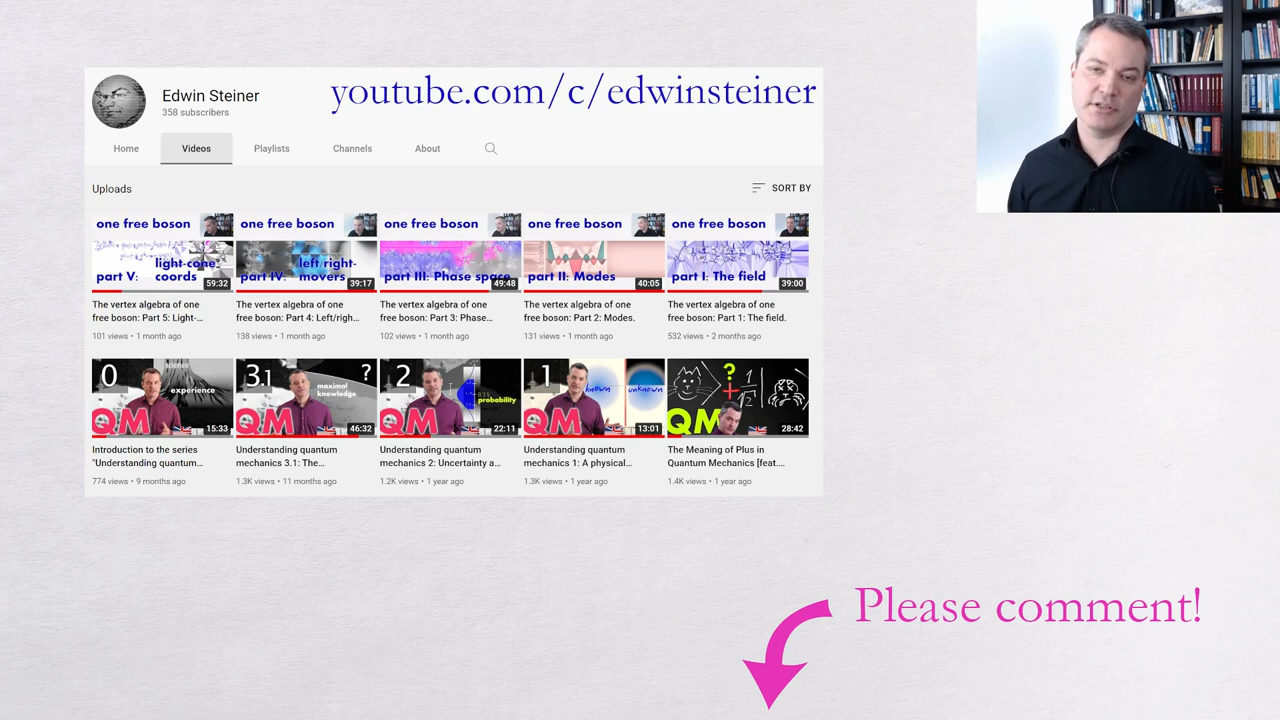 Edwin Steiner
358 subscribers
youtube.com/c/edwinsteiner
Home
Videos
Playlists
Channels
About
Uploads
SORT BY
one free boson
light-cone
part V:
coords
59:32
The vertex algebra of one
free boson: Part 5: Light-...
101 views • 1 month ago
one free boson
left/right-
part IV:
movers
39:17
The vertex algebra of one
free boson: Part 4: Left/righ...
138 views • 1 month ago
one free boson
part III: Phase space
49:48
The vertex algebra of one
free boson: Part 3: Phase...
102 views • 1 month ago
one free boson
part II: Modes
40:05
The vertex algebra of one
free boson: Part 2: Modes.
131 views • 1 month ago
one free boson
part I: The field
39:00
The vertex algebra of one
free boson: Part 1: The field.
532 views • 2 months ago
0
science
experience
QM
15:33
Introduction to the series
"Understanding quantum...
774 views • 9 months ago
3.1
?
maximal
knowledge
QM
46:32
Understanding quantum
mechanics 3.1: The...
1.3K views • 11 months ago
2
83%
probability
QM
22:11
Understanding quantum
mechanics 2: Uncertainty a...
1.2K views • 1 year ago
1
known
unknown
QM
13:01
Understanding quantum
mechanics 1: A physical...
1.3K views • 1 year ago
?
QM
28:42
The Meaning of Plus in
Quantum Mechanics [feat....
1.4K views • 1 year ago
Please comment!